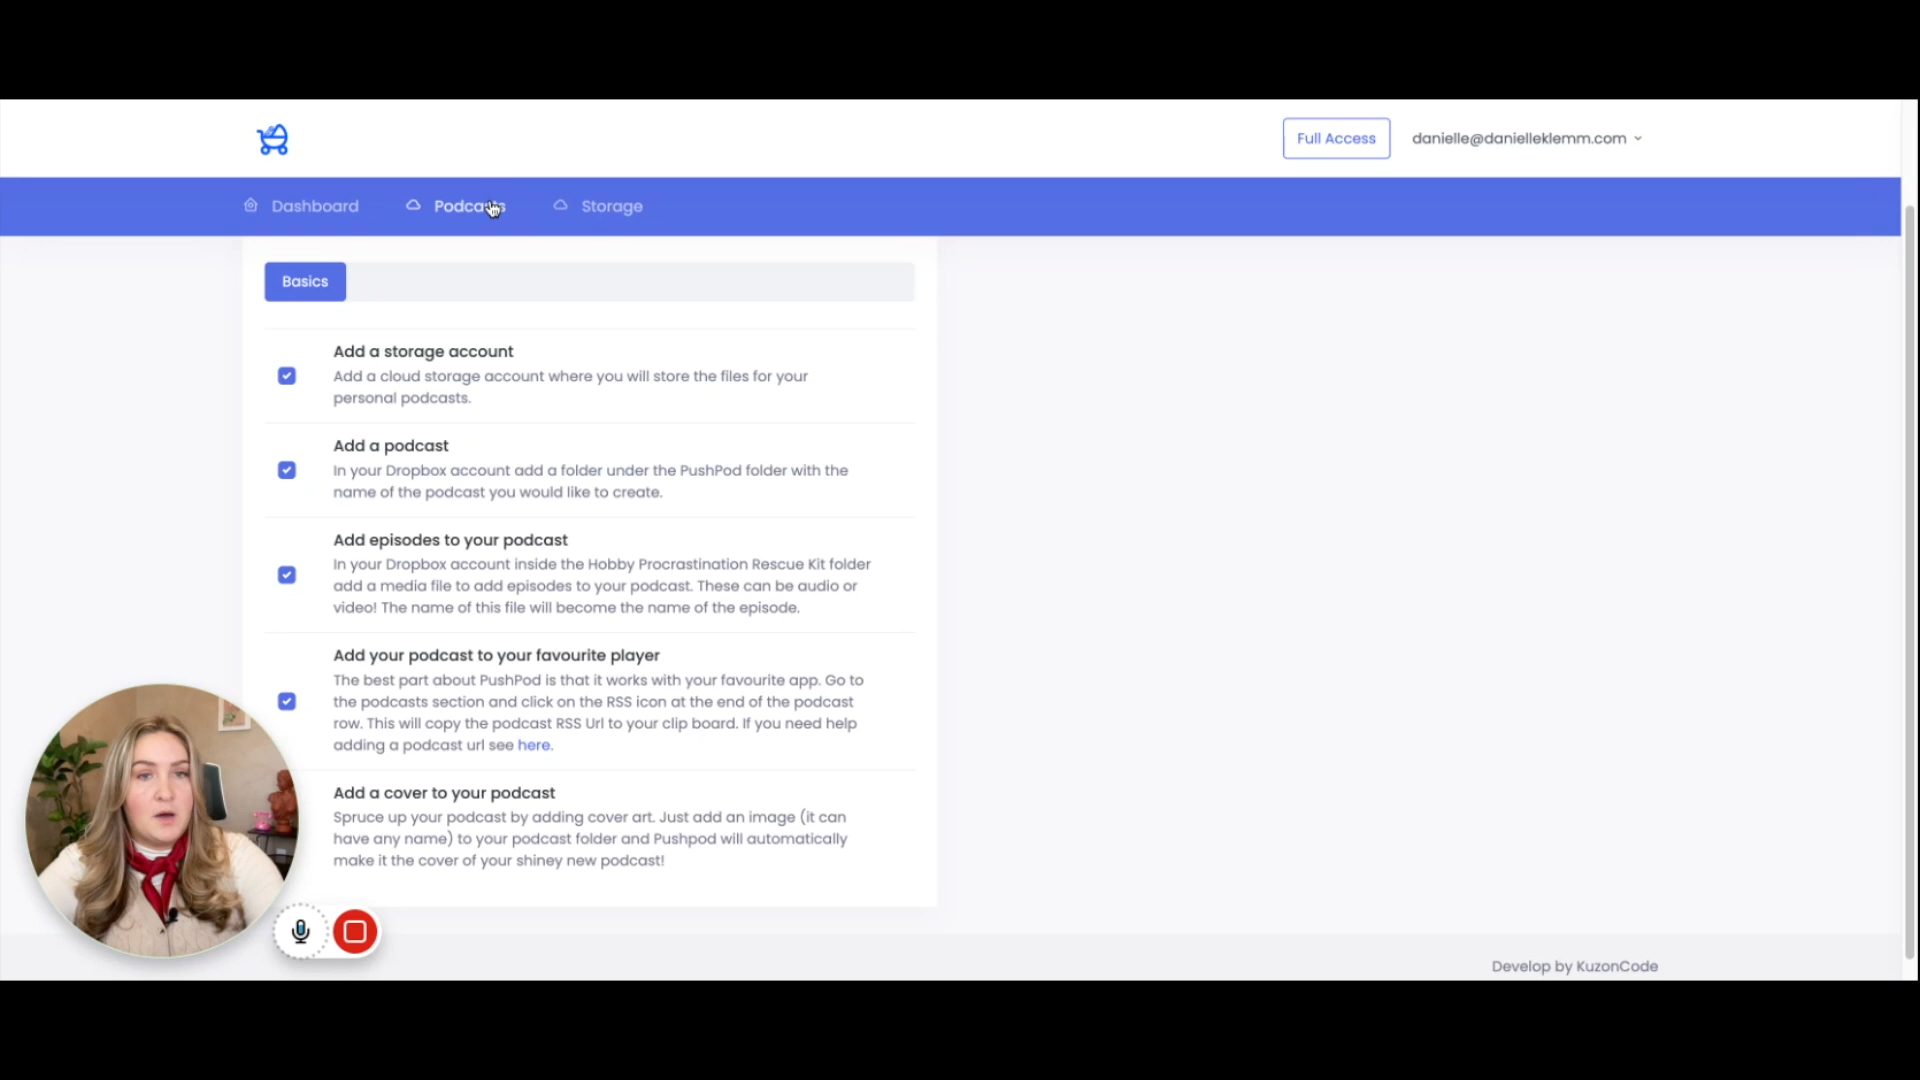 Full Access
danielle@danielleklemm.com
Dashboard
Podcasts
Storage
Basics
Add a storage account
Add a cloud storage account where you will store the files for your
personal podcasts.
Add a podcast
In your Dropbox account add a folder under the PushPod folder with the
name of the podcast you would like to create.
Add episodes to your podcast
In your Dropbox account inside the Hobby Procrastination Rescue Kit folder
add a media file to add episodes to your podcast. These can be audio or
video! The name of this file will become the name of the episode.
Add your podcast to your favourite player
The best part about PushPod is that it works with your favourite app. Go to
the podcasts section and click on the RSS icon at the end of the podcast
row. This will copy the podcast RSS Url to your clip board. If you need help
adding a podcast url see here.
Add a cover to your podcast
Spruce up your podcast by adding cover art. Just add an image (it can
have any name) to your podcast folder and Pushpod will automatically
make it the cover of your shiney new podcast!
Develop by KuzonCode